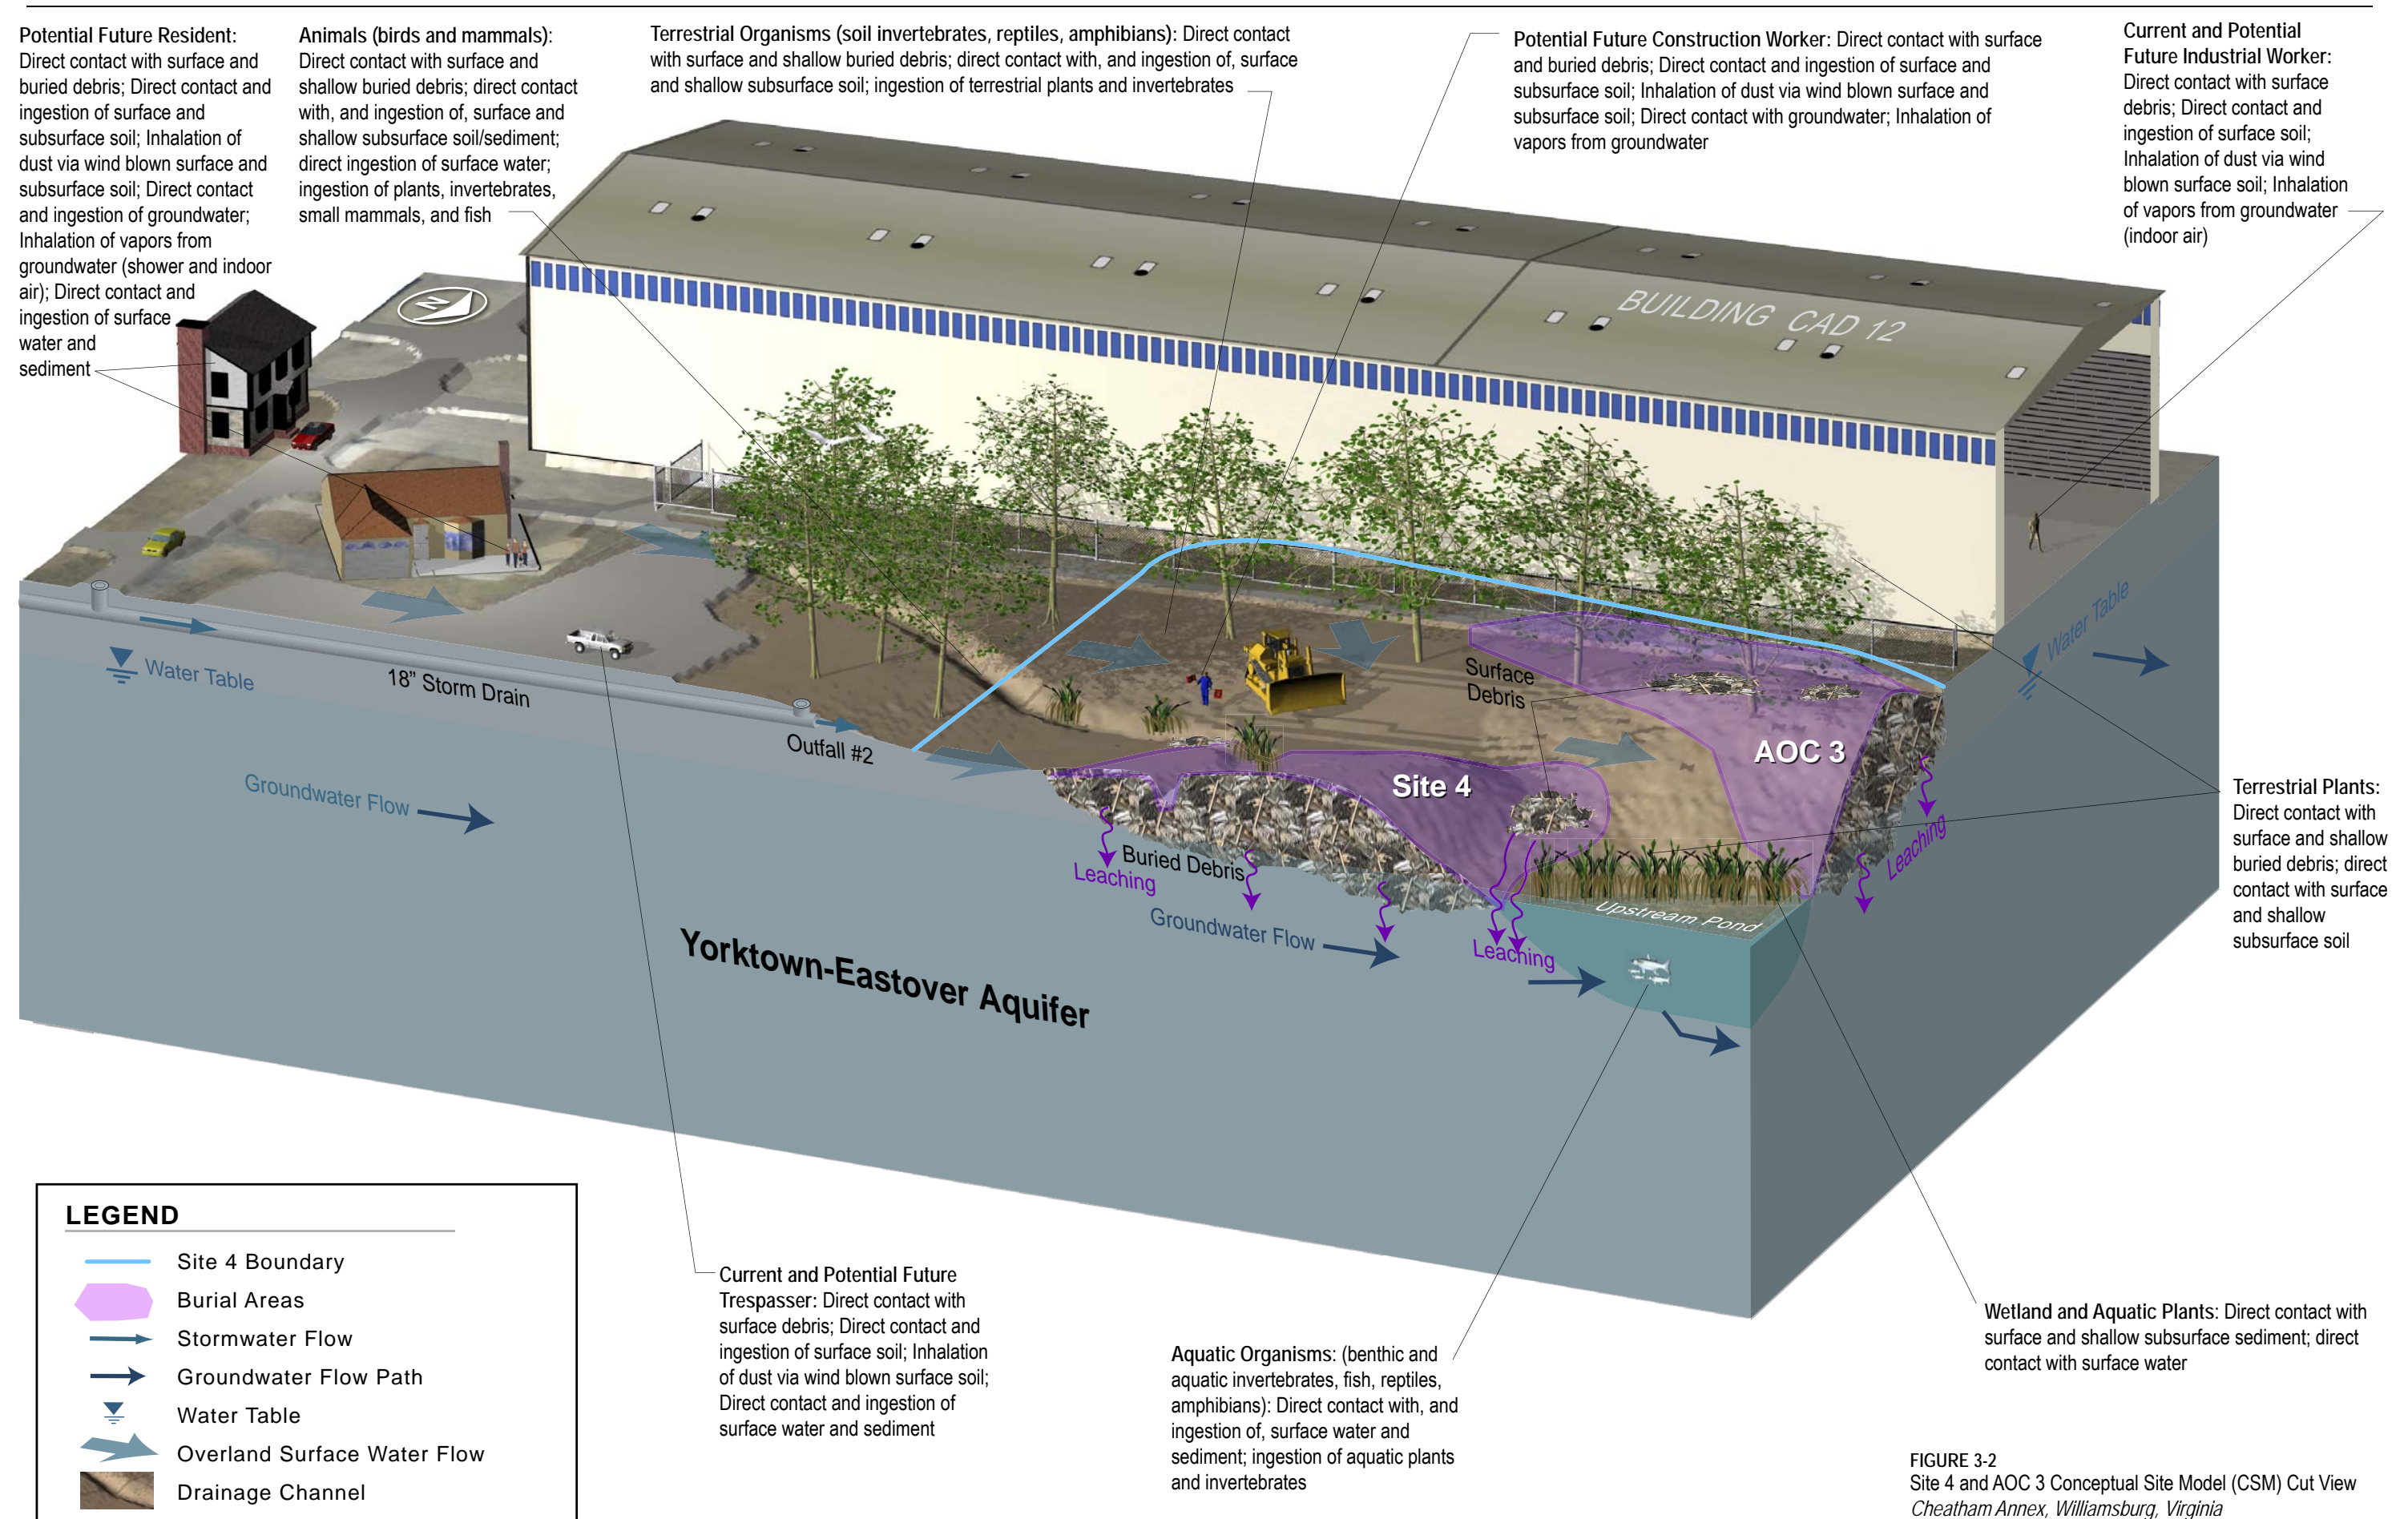 Potential Future Resident:
Direct contact with surface and
buried debris; Direct contact and
ingestion of surface and
subsurface soil; Inhalation of
dust via wind blown surface and
subsurface soil; Direct contact
and ingestion of groundwater;
Inhalation of vapors from
groundwater (shower and indoor
air); Direct contact and
ingestion of surface
water and
sediment
Animals (birds and mammals):
Direct contact with surface and
shallow buried debris; direct contact
with, and ingestion of, surface and
shallow subsurface soil/sediment;
direct ingestion of surface water;
ingestion of plants, invertebrates,
small mammals, and fish
Terrestrial Organisms (soil invertebrates, reptiles, amphibians): Direct contact
with surface and shallow buried debris; direct contact with, and ingestion of, surface
and shallow subsurface soil; ingestion of terrestrial plants and invertebrates
Potential Future Construction Worker: Direct contact with surface
and buried debris; Direct contact and ingestion of surface and
subsurface soil; Inhalation of dust via wind blown surface and
subsurface soil; Direct contact with groundwater; Inhalation of
vapors from groundwater
Current and Potential
Future Industrial Worker:
Direct contact with surface
debris; Direct contact and
ingestion of surface soil;
Inhalation of dust via wind
blown surface soil; Inhalation
of vapors from groundwater
(indoor air)
N
BUILDING CAD 12
Water Table
18” Storm Drain
Outfall #2
Groundwater Flow
Surface
Debris
Site 4
AOC 3
Water Table
Leaching
Buried Debris
Leaching
Groundwater Flow
Leaching
Upstream Pond
Yorktown-Eastover Aquifer
Terrestrial Plants:
Direct contact with
surface and shallow
buried debris; direct
contact with surface
and shallow
subsurface soil
LEGEND
Site 4 Boundary
Burial Areas
Stormwater Flow
Groundwater Flow Path
Water Table
Overland Surface Water Flow
Drainage Channel
Current and Potential Future
Trespasser: Direct contact with
surface debris; Direct contact and
ingestion of surface soil; Inhalation
of dust via wind blown surface soil;
Direct contact and ingestion of
surface water and sediment
Aquatic Organisms: (benthic and
aquatic invertebrates, fish, reptiles,
amphibians): Direct contact with, and
ingestion of, surface water and
sediment; ingestion of aquatic plants
and invertebrates
Wetland and Aquatic Plants: Direct contact with
surface and shallow subsurface sediment; direct
contact with surface water
FIGURE 3-2
Site 4 and AOC 3 Conceptual Site Model (CSM) Cut View
Cheatham Annex, Williamsburg, Virginia